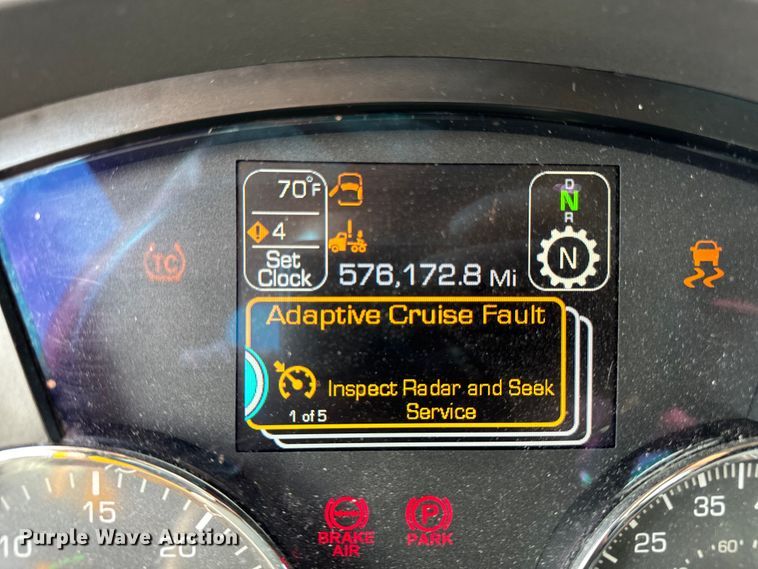 70°F
4
Set
Clock
576,172.8 Mi
D
N
R
N
TC
Adaptive Cruise Fault
Inspect Radar and Seek
Service
1 of 5
BRAKE
AIR
P
PARK
10
15
20
25
35
60
Purple Wave Auction